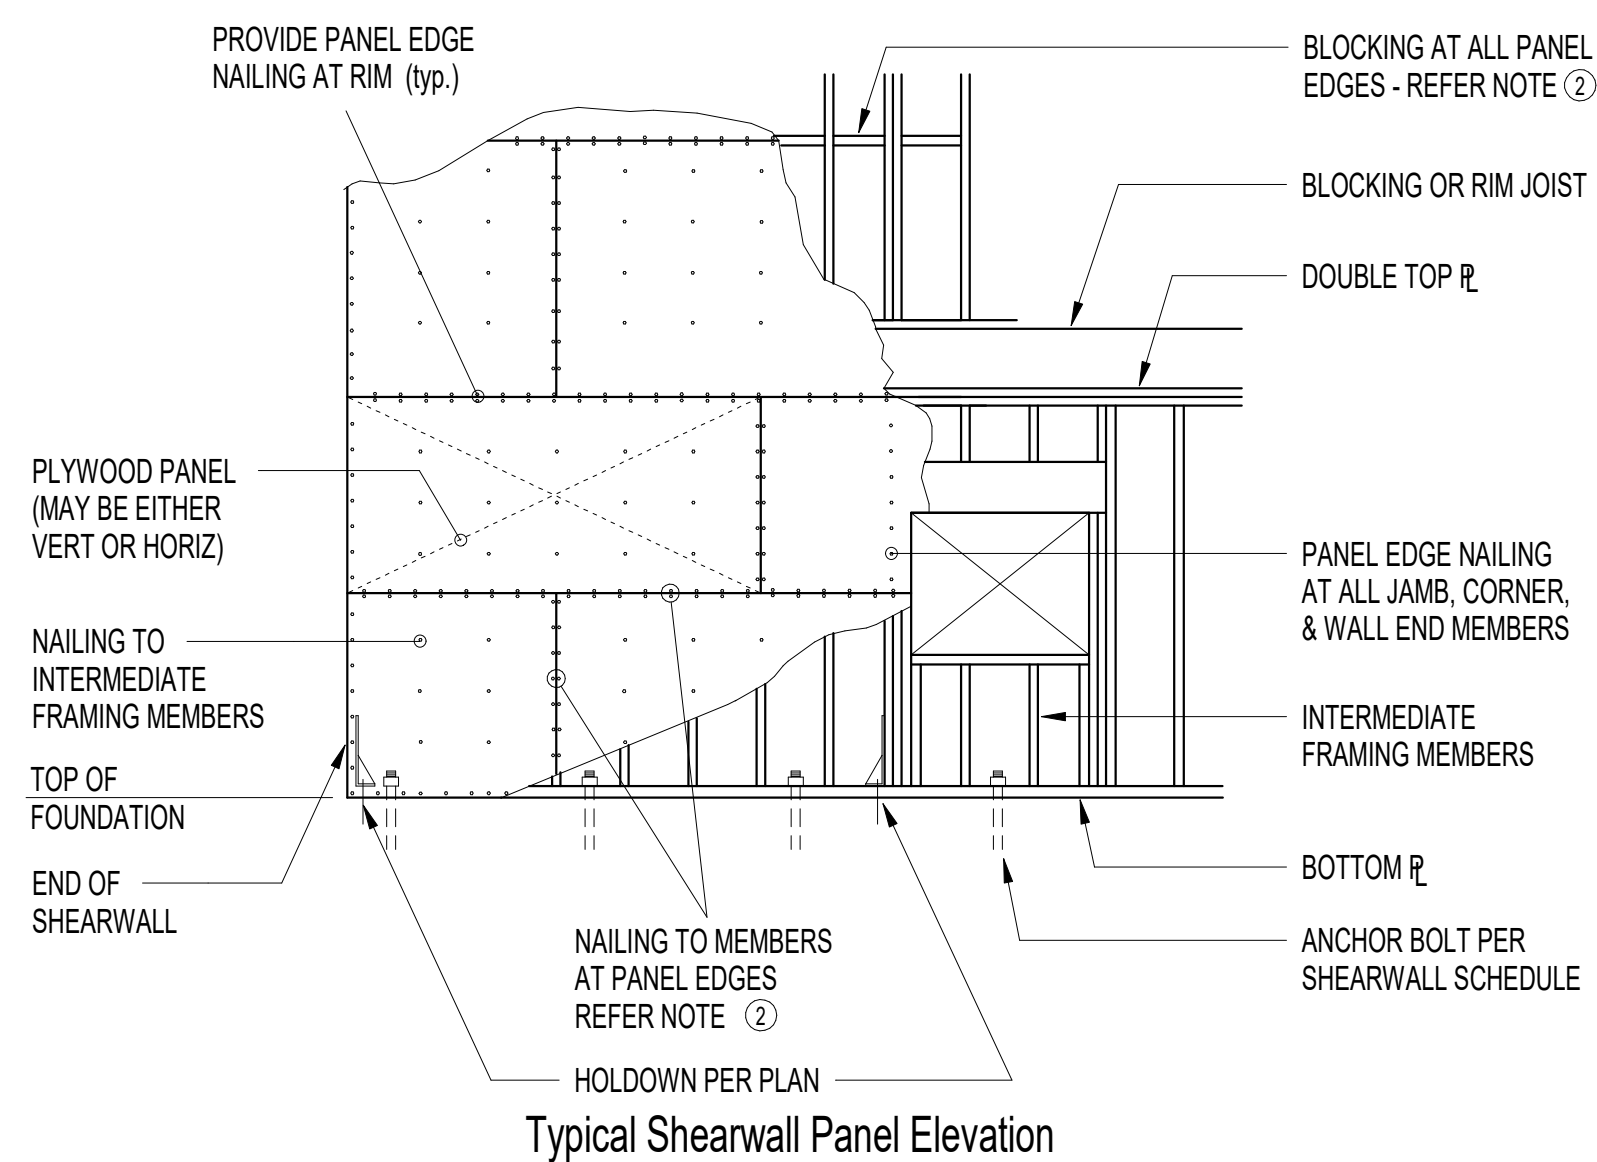 PROVIDE PANEL EDGE
NAILING AT RIM (typ.)
BLOCKING AT ALL PANEL
EDGES - REFER NOTE 2
BLOCKING OR RIM JOIST
DOUBLE TOP PL
PLYWOOD PANEL
(MAY BE EITHER
VERT OR HORIZ)
PANEL EDGE NAILING
AT ALL JAMB, CORNER,
& WALL END MEMBERS
NAILING TO
INTERMEDIATE
FRAMING MEMBERS
INTERMEDIATE
FRAMING MEMBERS
TOP OF
FOUNDATION
END OF
SHEARWALL
BOTTOM PL
NAILING TO MEMBERS
AT PANEL EDGES
REFER NOTE 2
ANCHOR BOLT PER
SHEARWALL SCHEDULE
HOLDOWN PER PLAN
Typical Shearwall Panel Elevation